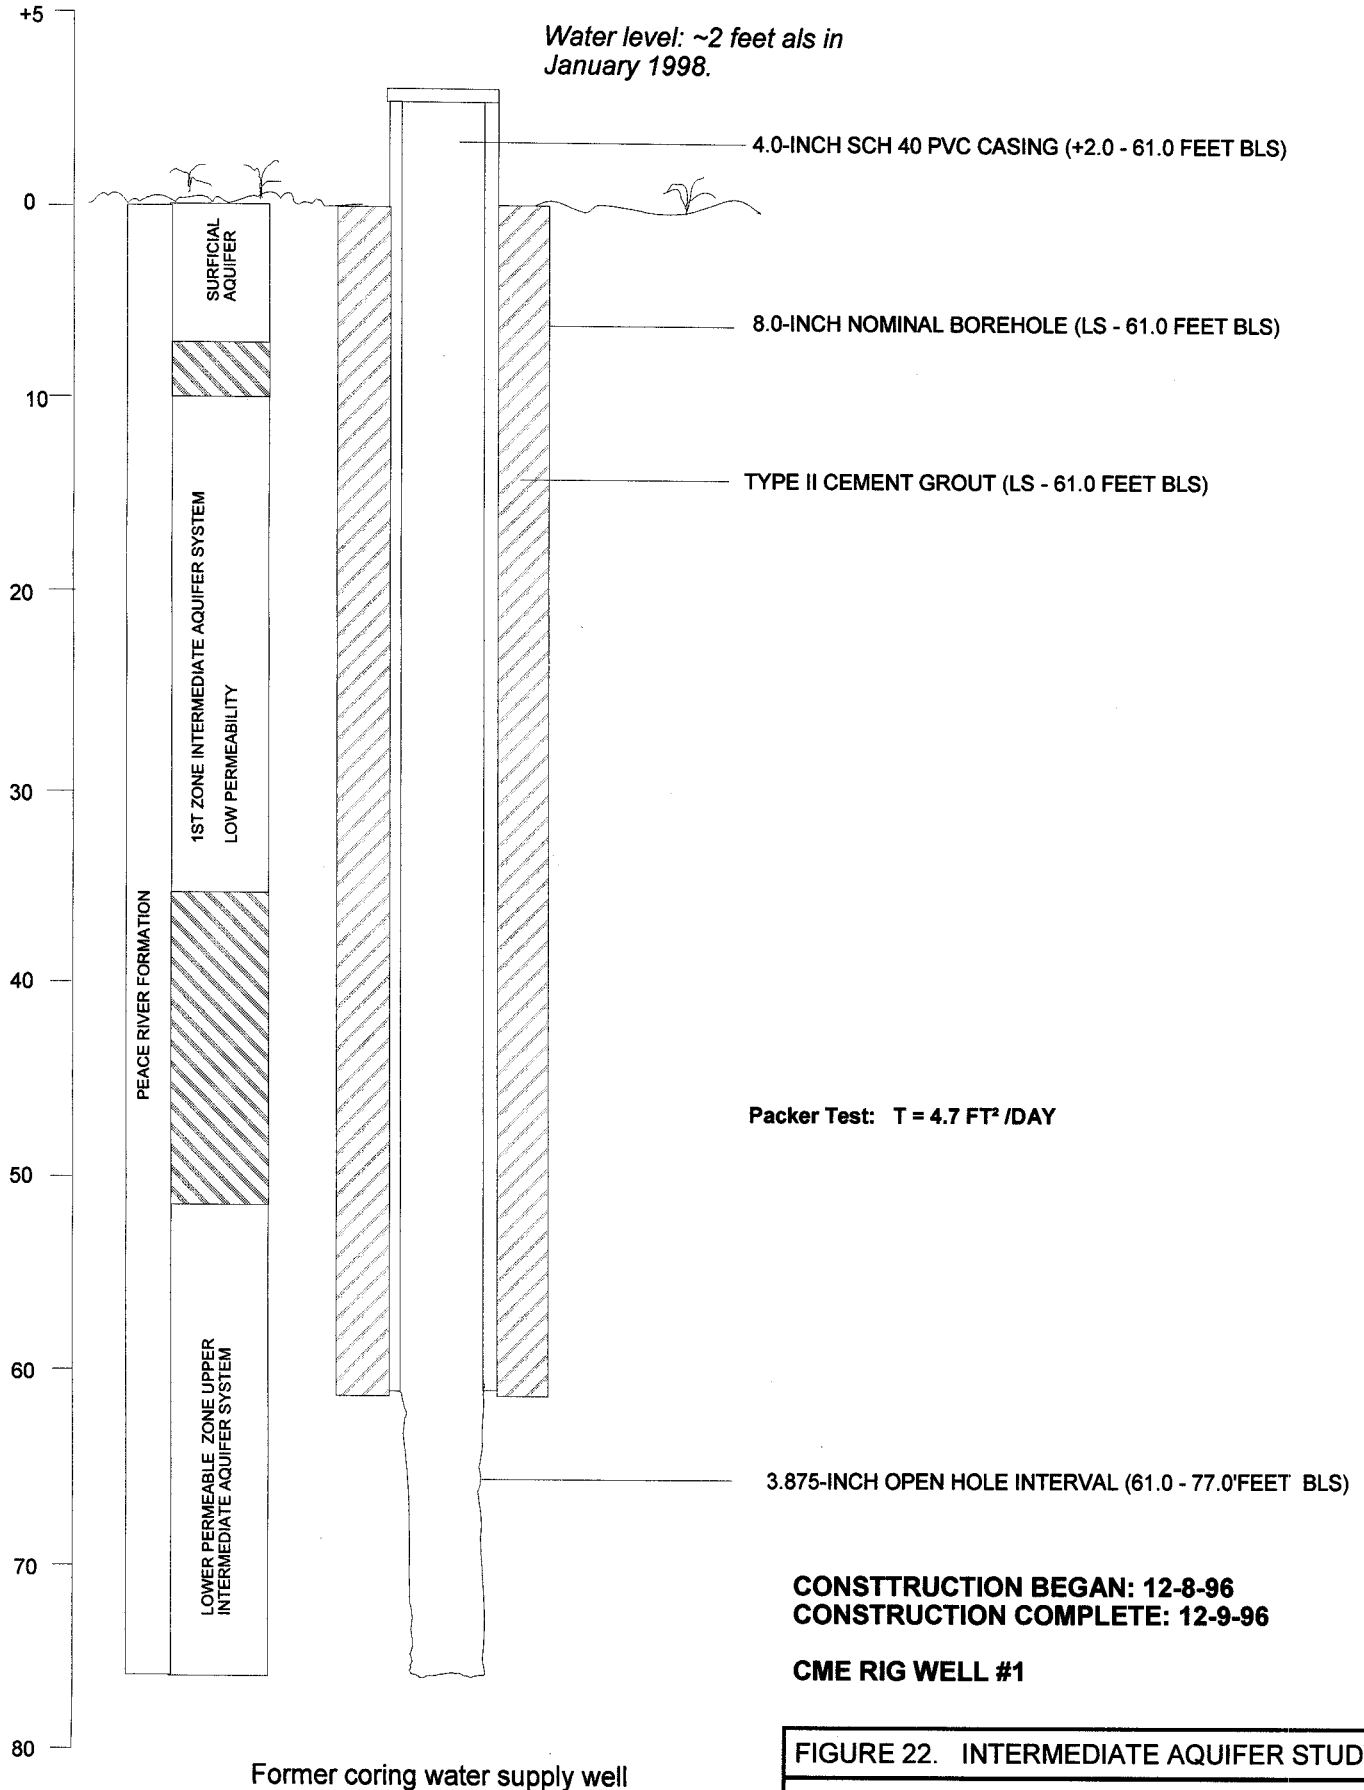 +5
Water level: ~2 feet als in
January 1998.
4.0-INCH SCH 40 PVC CASING (+2.0 - 61.0 FEET BLS)
0
SURFICIAL
AQUIFER
8.0-INCH NOMINAL BOREHOLE (LS - 61.0 FEET BLS)
10
TYPE II CEMENT GROUT (LS - 61.0 FEET BLS)
1ST ZONE INTERMEDIATE AQUIFER SYSTEM
LOW PERMEABILITY
20
30
PEACE RIVER FORMATION
40
Packer Test: T = 4.7 FT² /DAY
50
60
LOWER PERMEABLE ZONE UPPER
INTERMEDIATE AQUIFER SYSTEM
3.875-INCH OPEN HOLE INTERVAL (61.0 - 77.0'FEET BLS)
70
CONSTTRUCTION BEGAN: 12-8-96
CONSTRUCTION COMPLETE: 12-9-96
CME RIG WELL #1
80
Former coring water supply well
FIGURE 22. INTERMEDIATE AQUIFER STUD